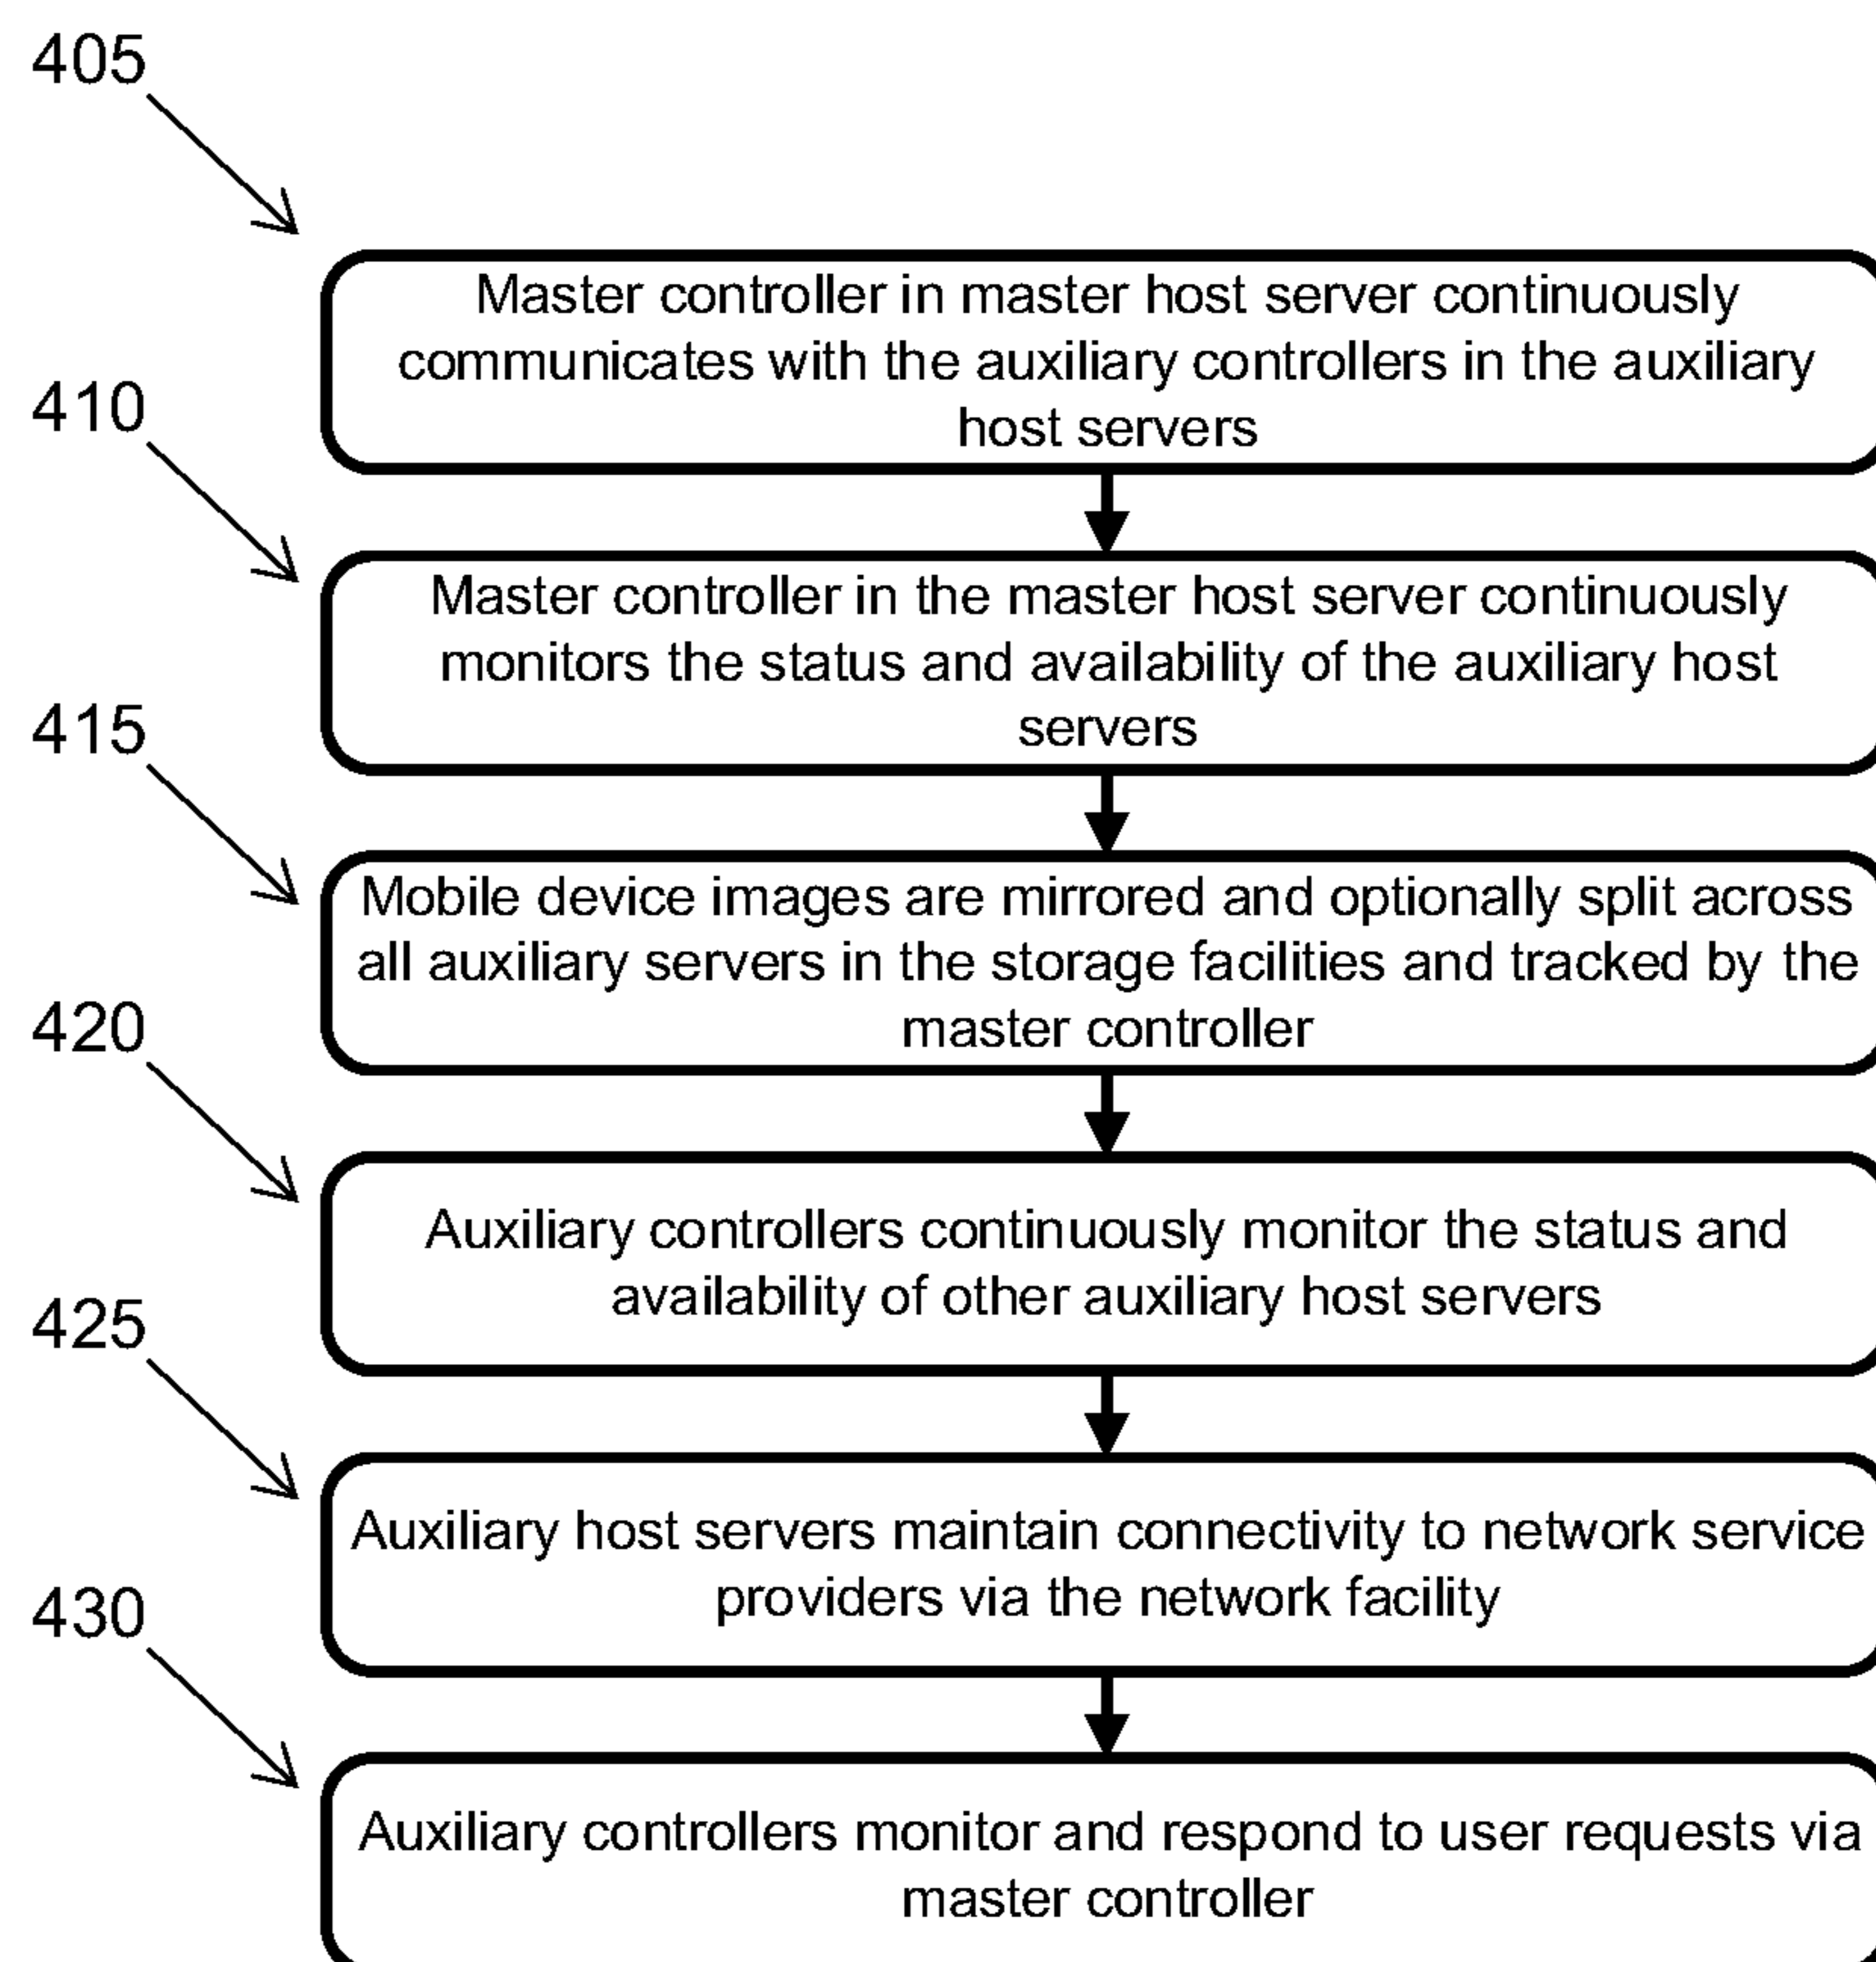 405
Master controller in master host server continuously
communicates with the auxiliary controllers in the auxiliary
host servers
410
Master controller in the master host server continuously
monitors the status and availability of the auxiliary host
servers
415
Mobile device images are mirrored and optionally split across
all auxiliary servers in the storage facilities and tracked by the
master controller
420
Auxiliary controllers continuously monitor the status and
availability of other auxiliary host servers
425
Auxiliary host servers maintain connectivity to network service
providers via the network facility
430
Auxiliary controllers monitor and respond to user requests via
master controller